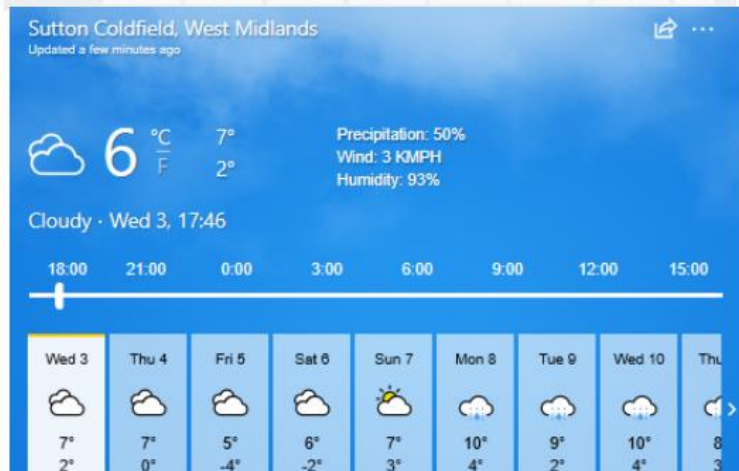 Sutton Coldfield, West Midlands
Updated a few minutes ago
6 °C 7° Precipitation: 50%
F 2° Wind: 3 KMPH
Humidity: 93%
Cloudy · Wed 3, 17:46
18:00 21:00 0:00 3:00 6:00 9:00 12:00 15:00
Wed 3 Thu 4 Fri 5 Sat 6 Sun 7 Mon 8 Tue 9 Wed 10
7° 7° 5° 6° 7° 10° 9° 10° 8
2° 0° -4° -2° 3° 4° 2° 4° 3